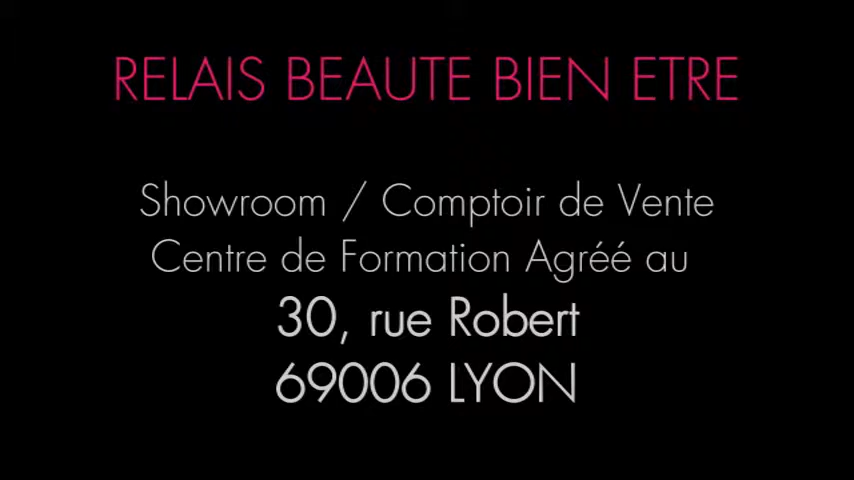 RELAIS BEAUTE BIEN ETRE
Showroom / Comptoir de Vente
Centre de Formation Agréé au
30, rue Robert
69006 LYON